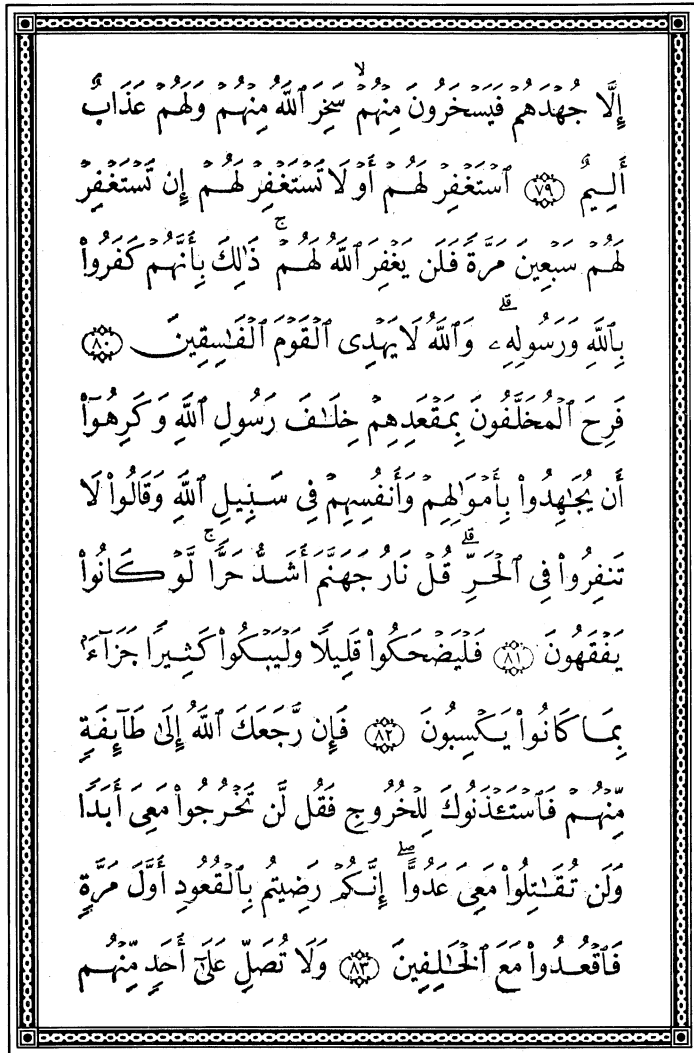 إِلَّا جُهْدَهُمْ فَيَسْخَرُونَ مِنْهُمْ ۙ سَخِرَ ٱللَّهُ مِنْهُمْ وَلَهُمْ عَذَابٌ
أَلِيمٌ ﴿٧٩﴾ ٱسْتَغْفِرْ لَهُمْ أَوْ لَا تَسْتَغْفِرْ لَهُمْ إِن تَسْتَغْفِرْ
لَهُمْ سَبْعِينَ مَرَّةً فَلَن يَغْفِرَ ٱللَّهُ لَهُمْ ۚ ذَٰلِكَ بِأَنَّهُمْ كَفَرُوا۟
بِٱللَّهِ وَرَسُولِهِۦ ۗ وَٱللَّهُ لَا يَهْدِى ٱلْقَوْمَ ٱلْفَـٰسِقِينَ ﴿٨٠﴾
فَرِحَ ٱلْمُخَلَّفُونَ بِمَقْعَدِهِمْ خِلَـٰفَ رَسُولِ ٱللَّهِ وَكَرِهُوٓا۟
أَن يُجَـٰهِدُوا۟ بِأَمْوَٰلِهِمْ وَأَنفُسِهِمْ فِى سَبِيلِ ٱللَّهِ وَقَالُوا۟ لَا
تَنفِرُوا۟ فِى ٱلْحَرِّ ۗ قُلْ نَارُ جَهَنَّمَ أَشَدُّ حَرًّا ۚ لَّوْ كَانُوا۟
يَفْقَهُونَ ﴿٨١﴾ فَلْيَضْحَكُوا۟ قَلِيلًا وَلْيَبْكُوا۟ كَثِيرًا جَزَآءًۢ
بِمَا كَانُوا۟ يَكْسِبُونَ ﴿٨٢﴾ فَإِن رَّجَعَكَ ٱللَّهُ إِلَىٰ طَآئِفَةٍ
مِّنْهُمْ فَٱسْتَـْٔذَنُوكَ لِلْخُرُوجِ فَقُل لَّن تَخْرُجُوا۟ مَعِىَ أَبَدًا
وَلَن تُقَـٰتِلُوا۟ مَعِىَ عَدُوًّا ۖ إِنَّكُمْ رَضِيتُم بِٱلْقُعُودِ أَوَّلَ مَرَّةٍ
فَٱقْعُدُوا۟ مَعَ ٱلْخَـٰلِفِينَ ﴿٨٣﴾ وَلَا تُصَلِّ عَلَىٰٓ أَحَدٍ مِّنْهُم